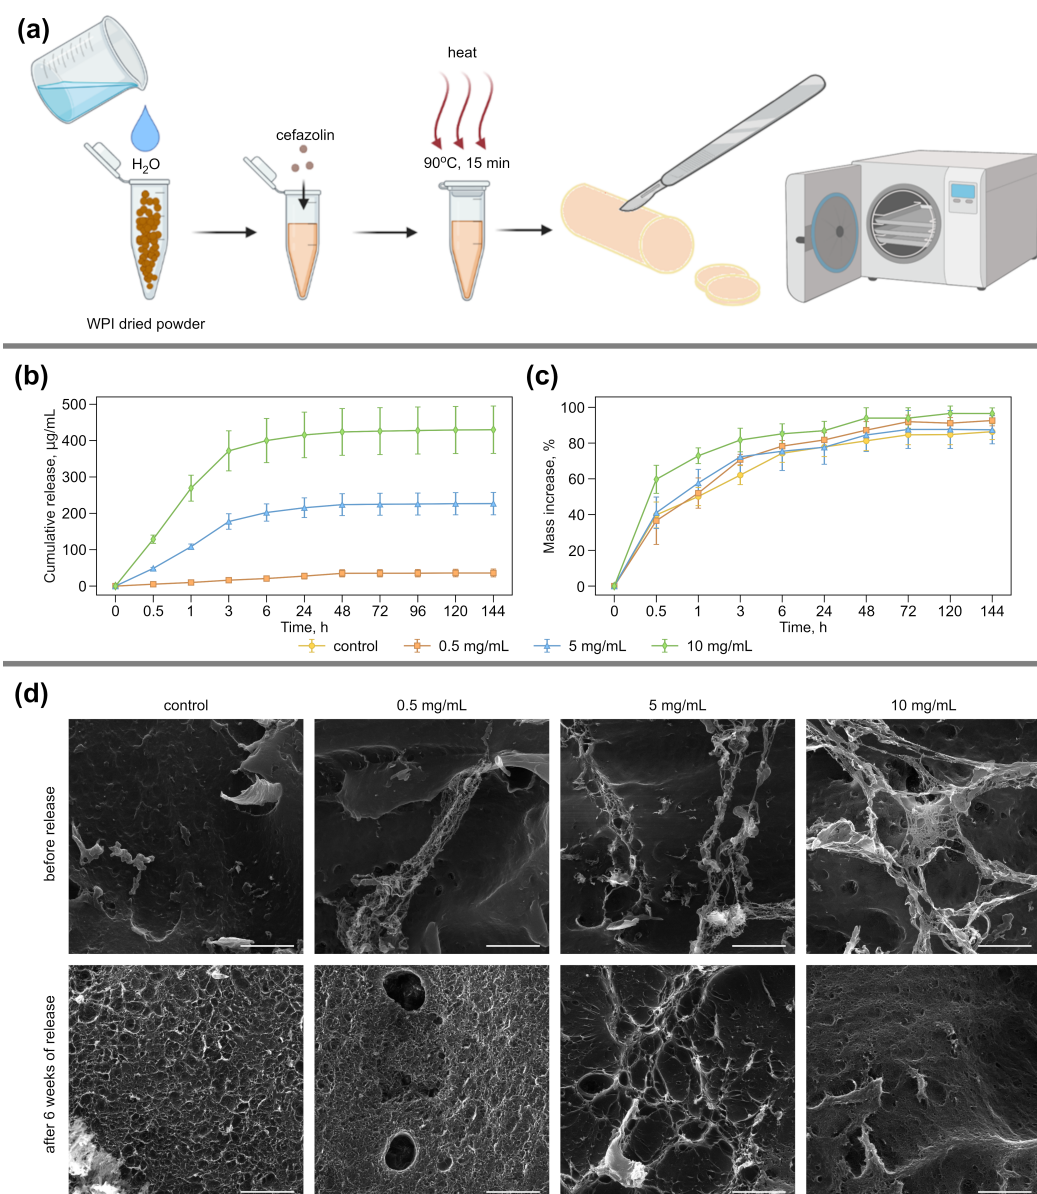 (a)
heat
cefazolin
H₂O
90ºC, 15 min
WPI dried powder
(b)
Cumulative release, µg/mL
500
400
300
200
100
0
0 0.5 1 3 6 24 48 72 96 120 144
Time, h
(c)
Mass increase, %
100
80
60
40
20
0
0 0.5 1 3 6 24 48 72 120 144
Time, h
control 0.5 mg/mL 5 mg/mL 10 mg/mL
(d)
control 0.5 mg/mL 5 mg/mL 10 mg/mL
before release
after 6 weeks of release